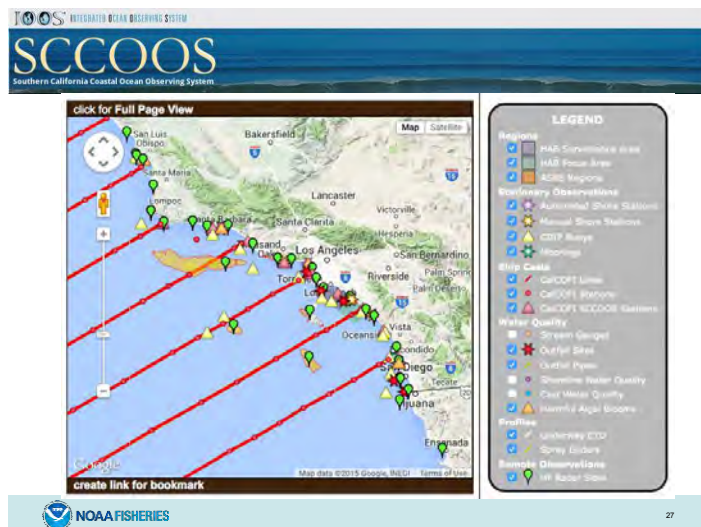 IOOS INTEGRATED OCEAN OBSERVING SYSTEM
SCCOOS
Southern California Coastal Ocean Observing System
click for Full Page View
Map Satellite
San Luis
Obispo
Bakersfield
Santa Maria
Lompoc
Lancaster
Santa Barbara
Santa Clarita
Victorville
Hesperia
Los Angeles
San Bernardino
Riverside
Palm Desert
Vista
San Diego
Tecate
Ensenada
Google
Map data ©2015 Google, INEGI Terms of Use
create link for bookmark
LEGEND
Regions
HAB Surveillance Area
HAB Focus Area
ASBS Regions
Stationary Observations
Automated Shore Stations
Manual Shore Stations
CDIP Buoys
Moorings
Ship Casts
CalCOFI Lines
CalCOFI Stations
CalCOFI SCCOOS Stations
Water Quality
Stream Gauges
Outfall Sites
Outfall Pipes
Shoreline Water Quality
Cast Water Quality
Harmful Algal Blooms
Profiles
Underway CTD
Spray Gliders
Remote Observations
HF Radar Sites
NOAA FISHERIES
27